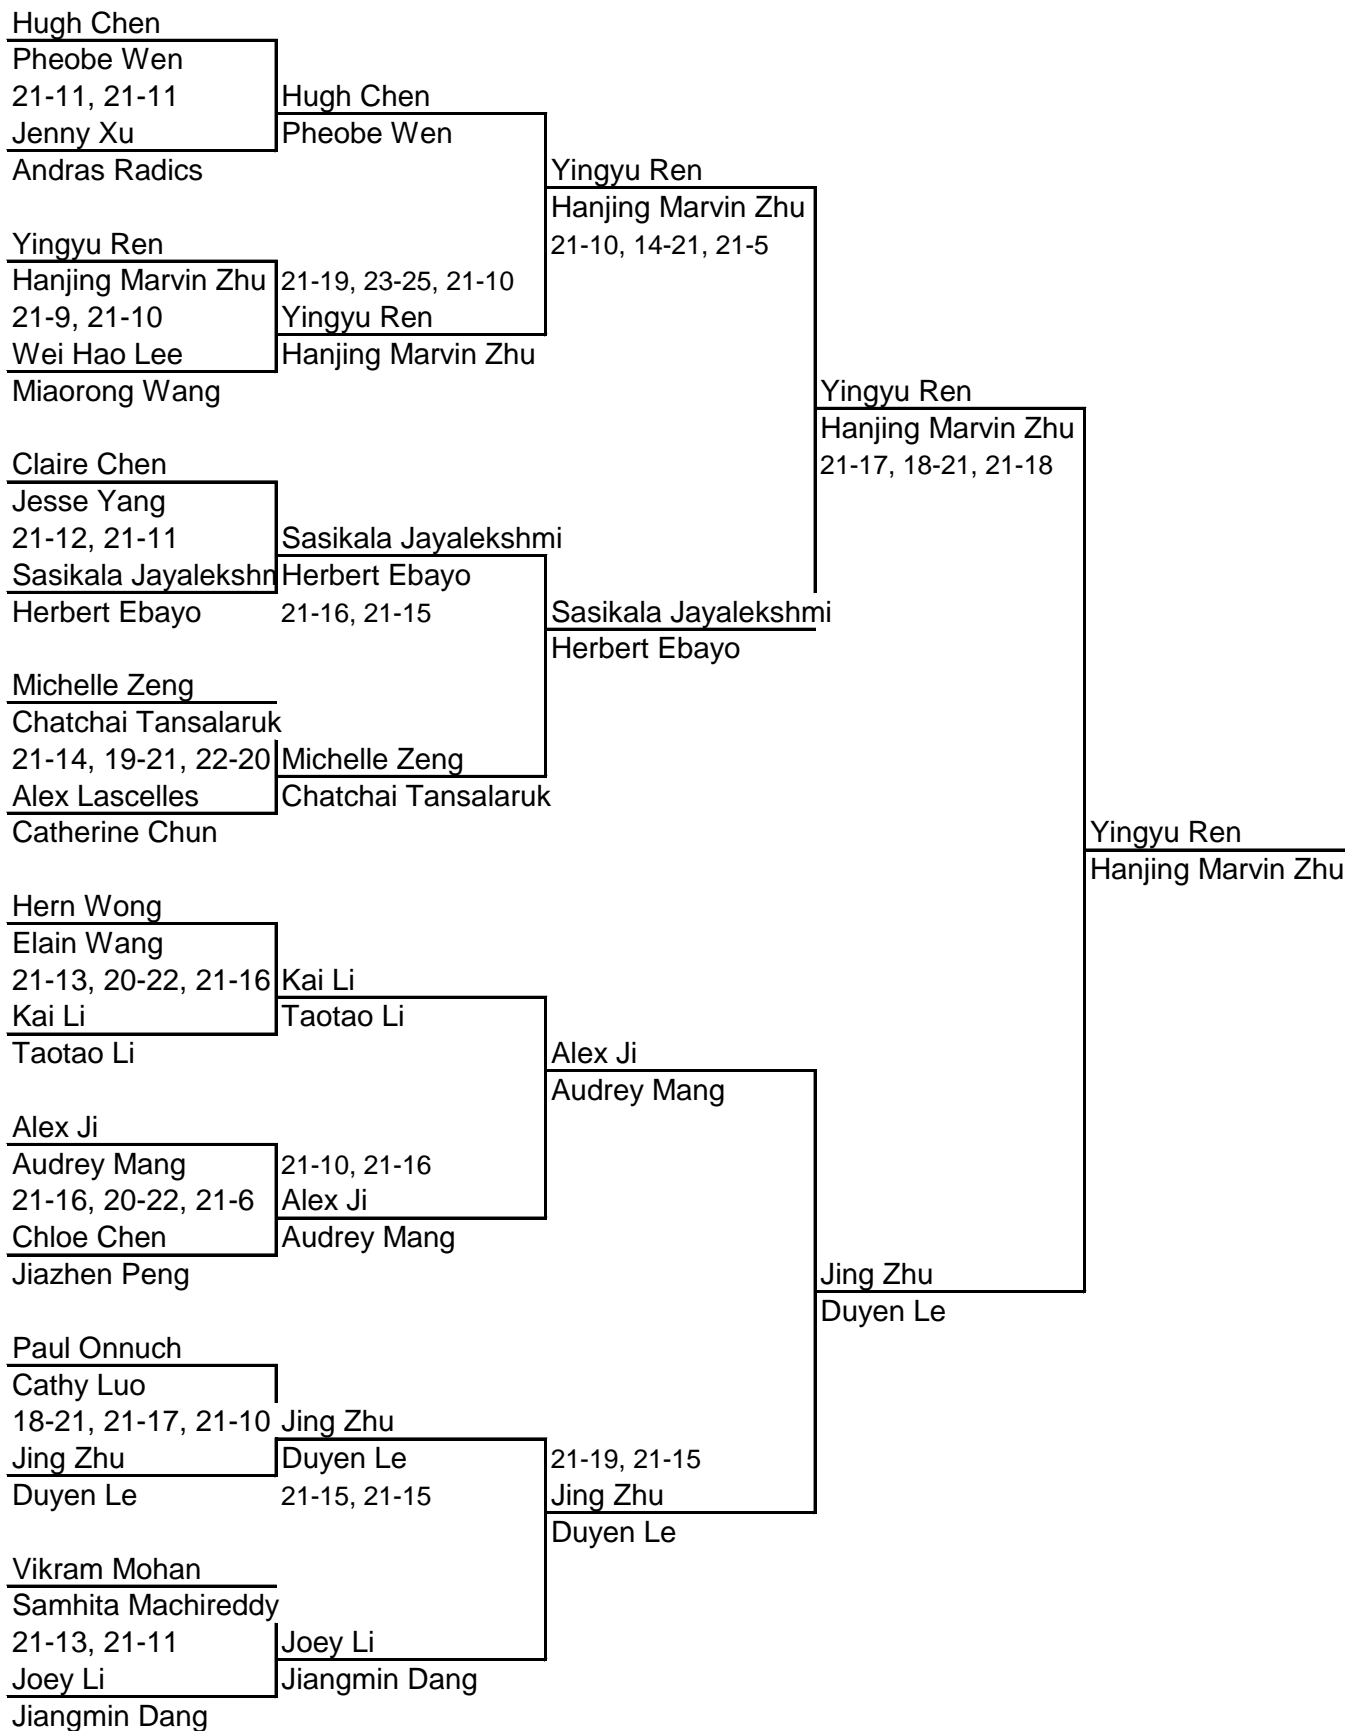 Hugh Chen
Pheobe Wen
21-11, 21-11
Jenny Xu
Andras Radics
Yingyu Ren
Hanjing Marvin Zhu
21-9, 21-10
Wei Hao Lee
Miaorong Wang
Claire Chen
Jesse Yang
21-12, 21-11
Sasikala Jayalekshm
Herbert Ebayo
Michelle Zeng
Chatchai Tansalaruk
21-14, 19-21, 22-20
Alex Lascelles
Catherine Chun
Hern Wong
Elain Wang
21-13, 20-22, 21-16
Kai Li
Taotao Li
Alex Ji
Audrey Mang
21-16, 20-22, 21-6
Chloe Chen
Jiazhen Peng
Paul Onnuch
Cathy Luo
18-21, 21-17, 21-10
Jing Zhu
Duyen Le
Vikram Mohan
Samhita Machireddy
21-13, 21-11
Joey Li
Jiangmin Dang
Hugh Chen
Pheobe Wen
21-19, 23-25, 21-10
Yingyu Ren
Hanjing Marvin Zhu
Sasikala Jayalekshmi
Herbert Ebayo
21-16, 21-15
Michelle Zeng
Chatchai Tansalaruk
Kai Li
Taotao Li
21-10, 21-16
Alex Ji
Audrey Mang
Jing Zhu
Duyen Le
21-15, 21-15
Joey Li
Jiangmin Dang
Yingyu Ren
Hanjing Marvin Zhu
21-10, 14-21, 21-5
Sasikala Jayalekshmi
Herbert Ebayo
Alex Ji
Audrey Mang
21-19, 21-15
Jing Zhu
Duyen Le
Yingyu Ren
Hanjing Marvin Zhu
21-17, 18-21, 21-18
Jing Zhu
Duyen Le
Yingyu Ren
Hanjing Marvin Zhu